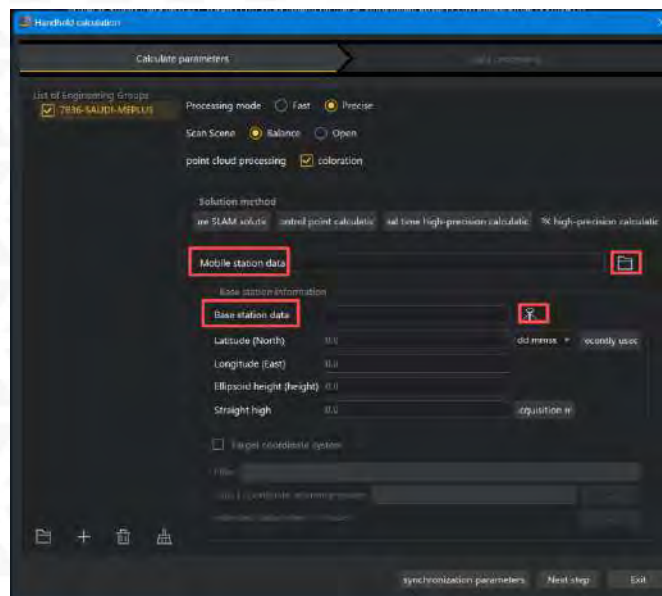 Handheld calculation
Calculate parameters
List of Engineering Groups
7836-SAUDI-MEPLUS
Processing mode Fast Precise
Scan Scene Balance Open
point cloud processing coloration
Solution method
ure SLAM solutic ontrol point calculatic eal time high-precision calculatic high-precision calculatic
Mobile station data
Base station information
Base station data
Latitude (North) 0.0 dd.mmss ecently usec
Longitude (East) 0.0
Ellipsoid height (height) 0.0
Straight high 0.0 cquisition
Target coordinate system
synchronization parameters Next step Exit